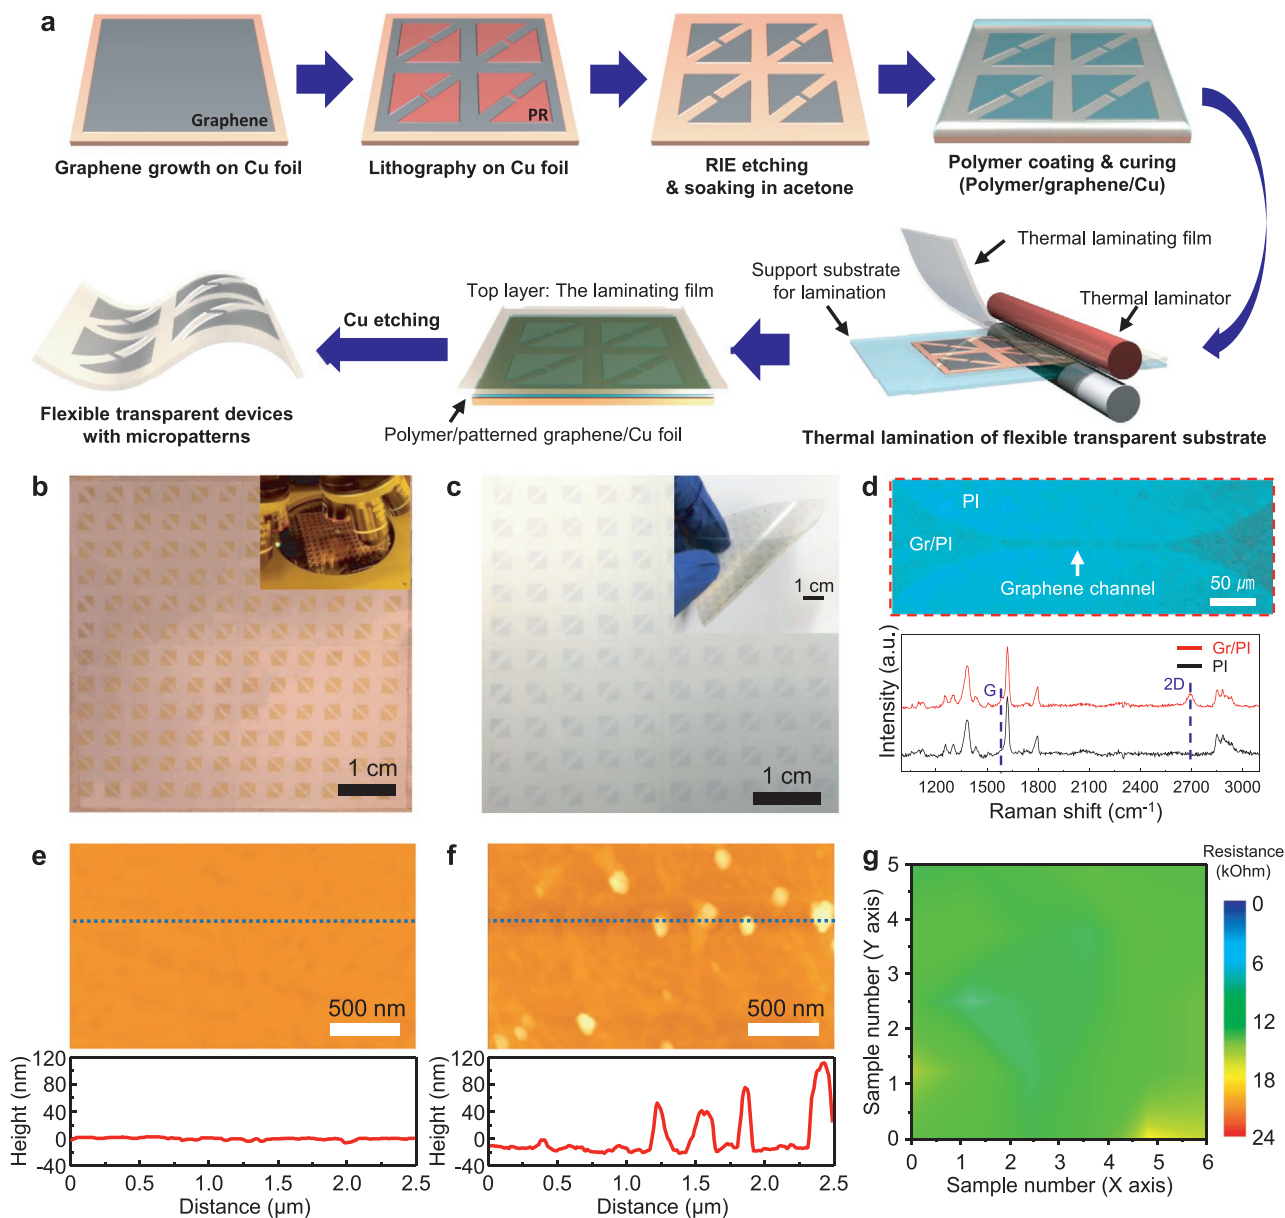 a
Graphene
PR
Graphene growth on Cu foil
Lithography on Cu foil
RIE etching
& soaking in acetone
Polymer coating & curing
(Polymer/graphene/Cu)
Thermal laminating film
Support substrate
for lamination
Thermal laminator
Thermal lamination of flexible transparent substrate
Top layer: The laminating film
Polymer/patterned graphene/Cu foil
Cu etching
Flexible transparent devices
with micropatterns
b
1 cm
c
1 cm
1 cm
d
PI
Gr/PI
Graphene channel
50 μm
Intensity (a.u.)
Gr/PI
PI
G
2D
1200 1500 1800 2100 2400 2700 3000
Raman shift (cm-1)
e
500 nm
Height (nm)
120
80
40
0
−40
0 0.5 1.0 1.5 2.0 2.5
Distance (μm)
f
500 nm
Height (nm)
120
80
40
0
−40
0 0.5 1.0 1.5 2.0 2.5
Distance (μm)
g
Sample number (Y axis)
5
4
3
2
1
0
0 1 2 3 4 5 6
Sample number (X axis)
Resistance
(kOhm)
0
6
12
18
24